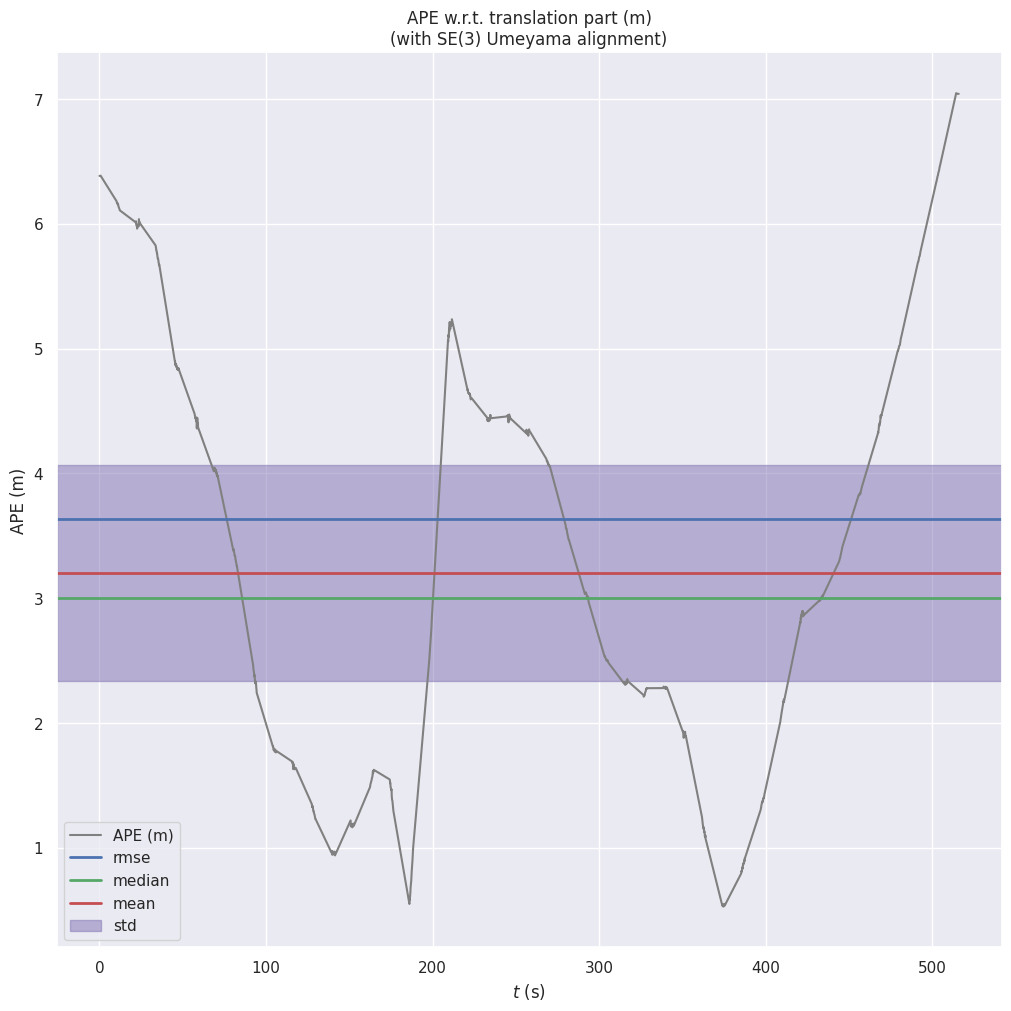 APE w.r.t. translation part (m)
(with SE(3) Umeyama alignment)
7
6
5
4
3
2
1
APE (m)
APE (m)
rmse
median
mean
std
0
100
200
300
400
500
t (s)